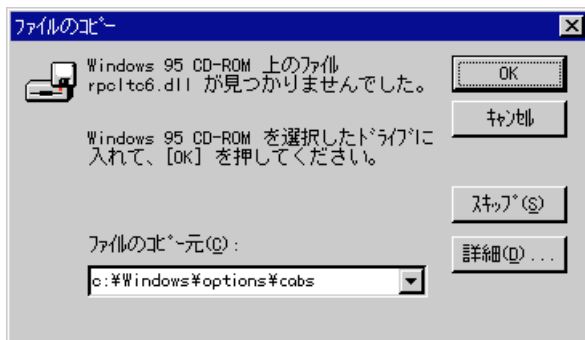 ﾌｧｲﾙのｺﾋﾟｰ
Windows 95 CD-ROM 上のﾌｧｲﾙ
rpcltc6.dll が見つかりませんでした。
Windows 95 CD-ROM を選択したﾄﾞﾗｲﾌﾞに
入れて、[OK] を押してください。
ﾌｧｲﾙのｺﾋﾟｰ元(C):
c:¥Windows¥options¥cabs
OK
ｷｬﾝｾﾙ
ｽｷｯﾌﾟ(S)
詳細(D)...